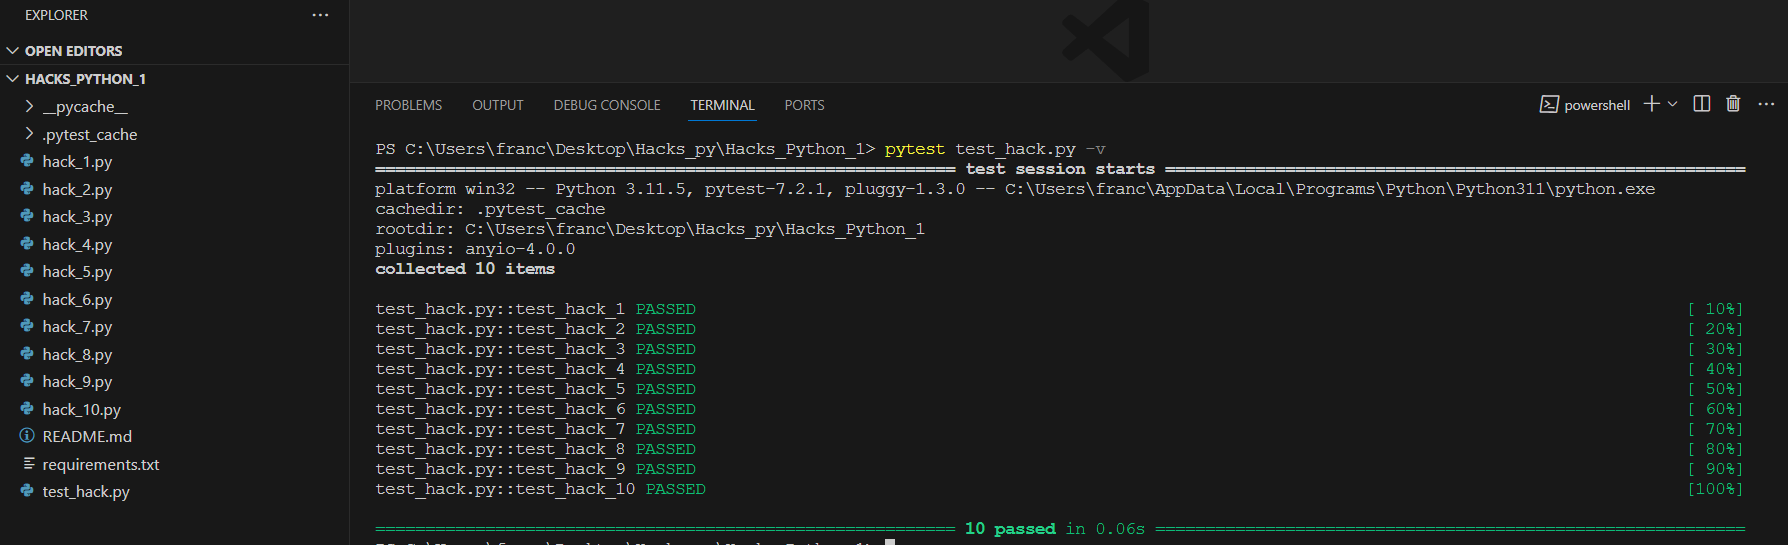 EXPLORER
OPEN EDITORS
HACKS_PYTHON_1
__pycache__
.pytest_cache
hack_1.py
hack_2.py
hack_3.py
hack_4.py
hack_5.py
hack_6.py
hack_7.py
hack_8.py
hack_9.py
hack_10.py
README.md
requirements.txt
test_hack.py
PROBLEMS OUTPUT DEBUG CONSOLE TERMINAL PORTS powershell
PS C:\Users\franc\Desktop\Hacks_py\Hacks_Python_1> pytest test_hack.py -v
========================================================== test session starts ==========================================================
platform win32 -- Python 3.11.5, pytest-7.2.1, pluggy-1.3.0 -- C:\Users\franc\AppData\Local\Programs\Python\Python311\python.exe
cachedir: .pytest_cache
rootdir: C:\Users\franc\Desktop\Hacks_py\Hacks_Python_1
plugins: anyio-4.0.0
collected 10 items
test_hack.py::test_hack_1 PASSED [ 10%]
test_hack.py::test_hack_2 PASSED [ 20%]
test_hack.py::test_hack_3 PASSED [ 30%]
test_hack.py::test_hack_4 PASSED [ 40%]
test_hack.py::test_hack_5 PASSED [ 50%]
test_hack.py::test_hack_6 PASSED [ 60%]
test_hack.py::test_hack_7 PASSED [ 70%]
test_hack.py::test_hack_8 PASSED [ 80%]
test_hack.py::test_hack_9 PASSED [ 90%]
test_hack.py::test_hack_10 PASSED [100%]
========================================================== 10 passed in 0.06s ===========================================================